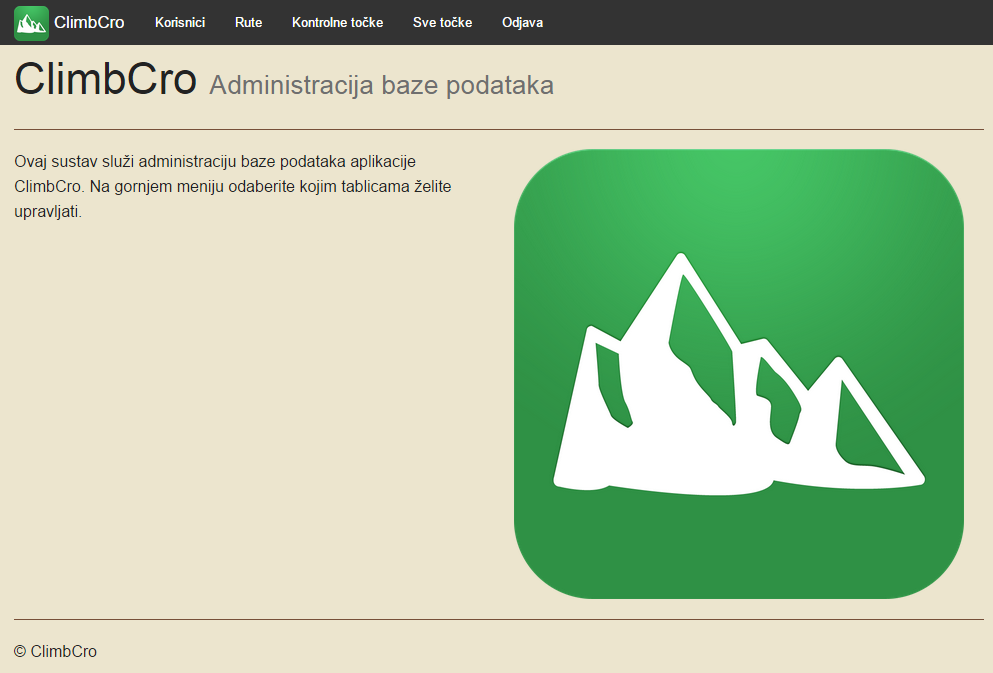 ClimbCro Korisnici Rute Kontrolne točke Sve točke Odjava
ClimbCro Administracija baze podataka
Ovaj sustav služi administraciju baze podataka aplikacije
ClimbCro. Na gornjem meniju odaberite kojim tablicama želite
upravljati.
© ClimbCro